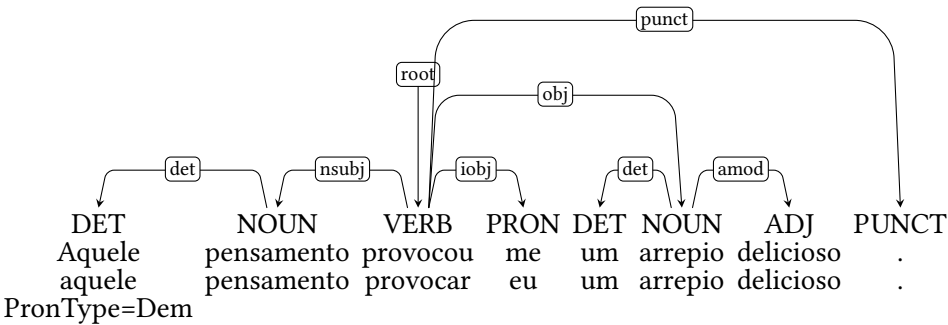 punct
root
obj
det nsubj iobj det amod
DET NOUN VERB PRON DET NOUN ADJ PUNCT
Aquele pensamento provocou me um arrepio delicioso .
aquele pensamento provocar eu um arrepio delicioso .
PronType=Dem